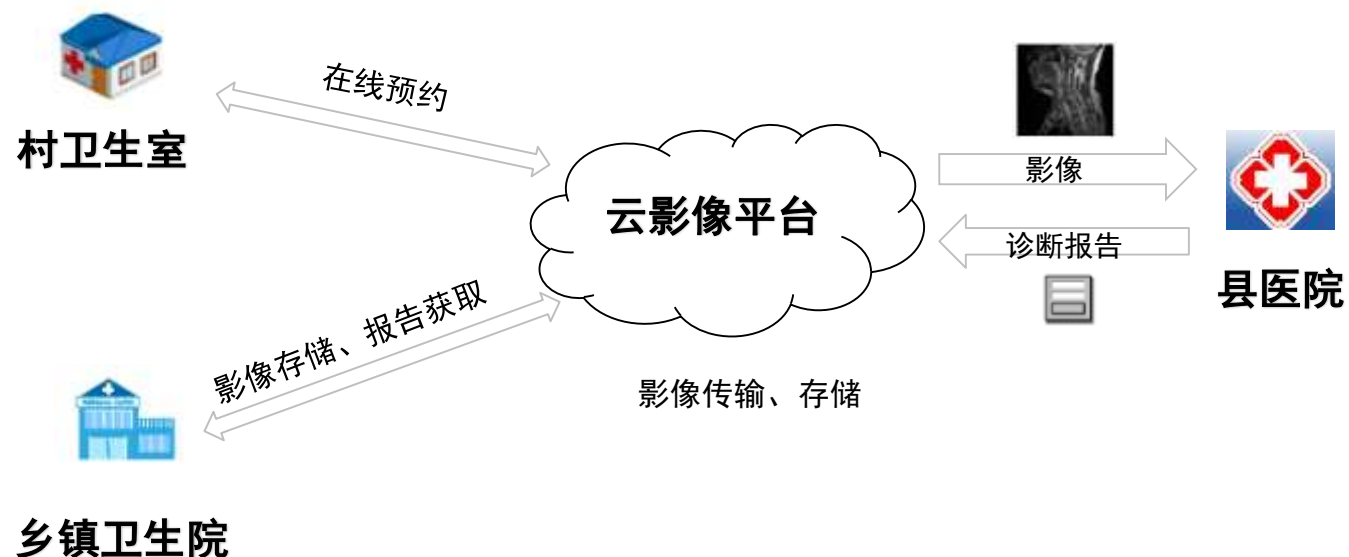 在线预约
村卫生室
影像
云影像平台
诊断报告
县医院
影像存储、报告获取
影像传输、存储
乡镇卫生院